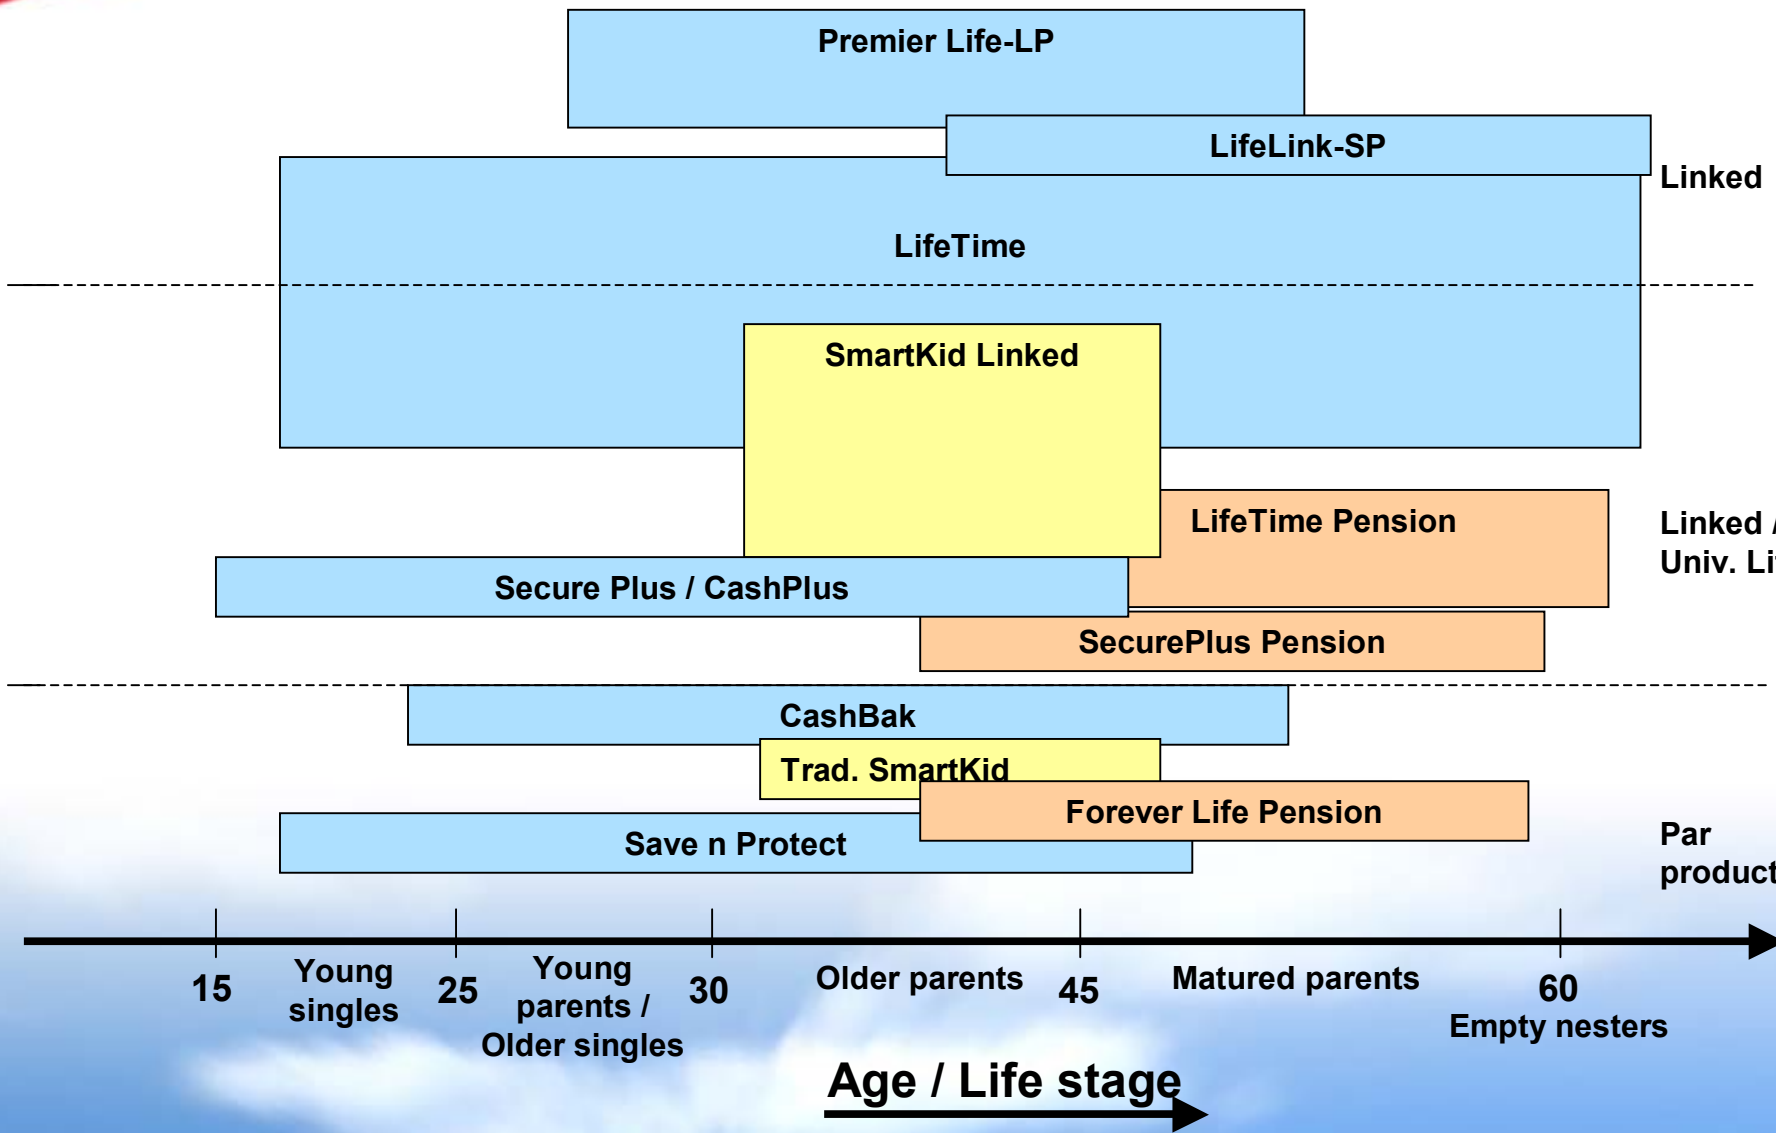 Premier Life-LP
LifeLink-SP
Linked
LifeTime
SmartKid Linked
LifeTime Pension
Linked /
Univ. Li
Secure Plus / CashPlus
SecurePlus Pension
CashBak
Trad. SmartKid
Forever Life Pension
Save n Protect
Par
product
15
Young
singles
25
Young
parents /
Older singles
30
Older parents
45
Matured parents
60
Empty nesters
Age / Life stage